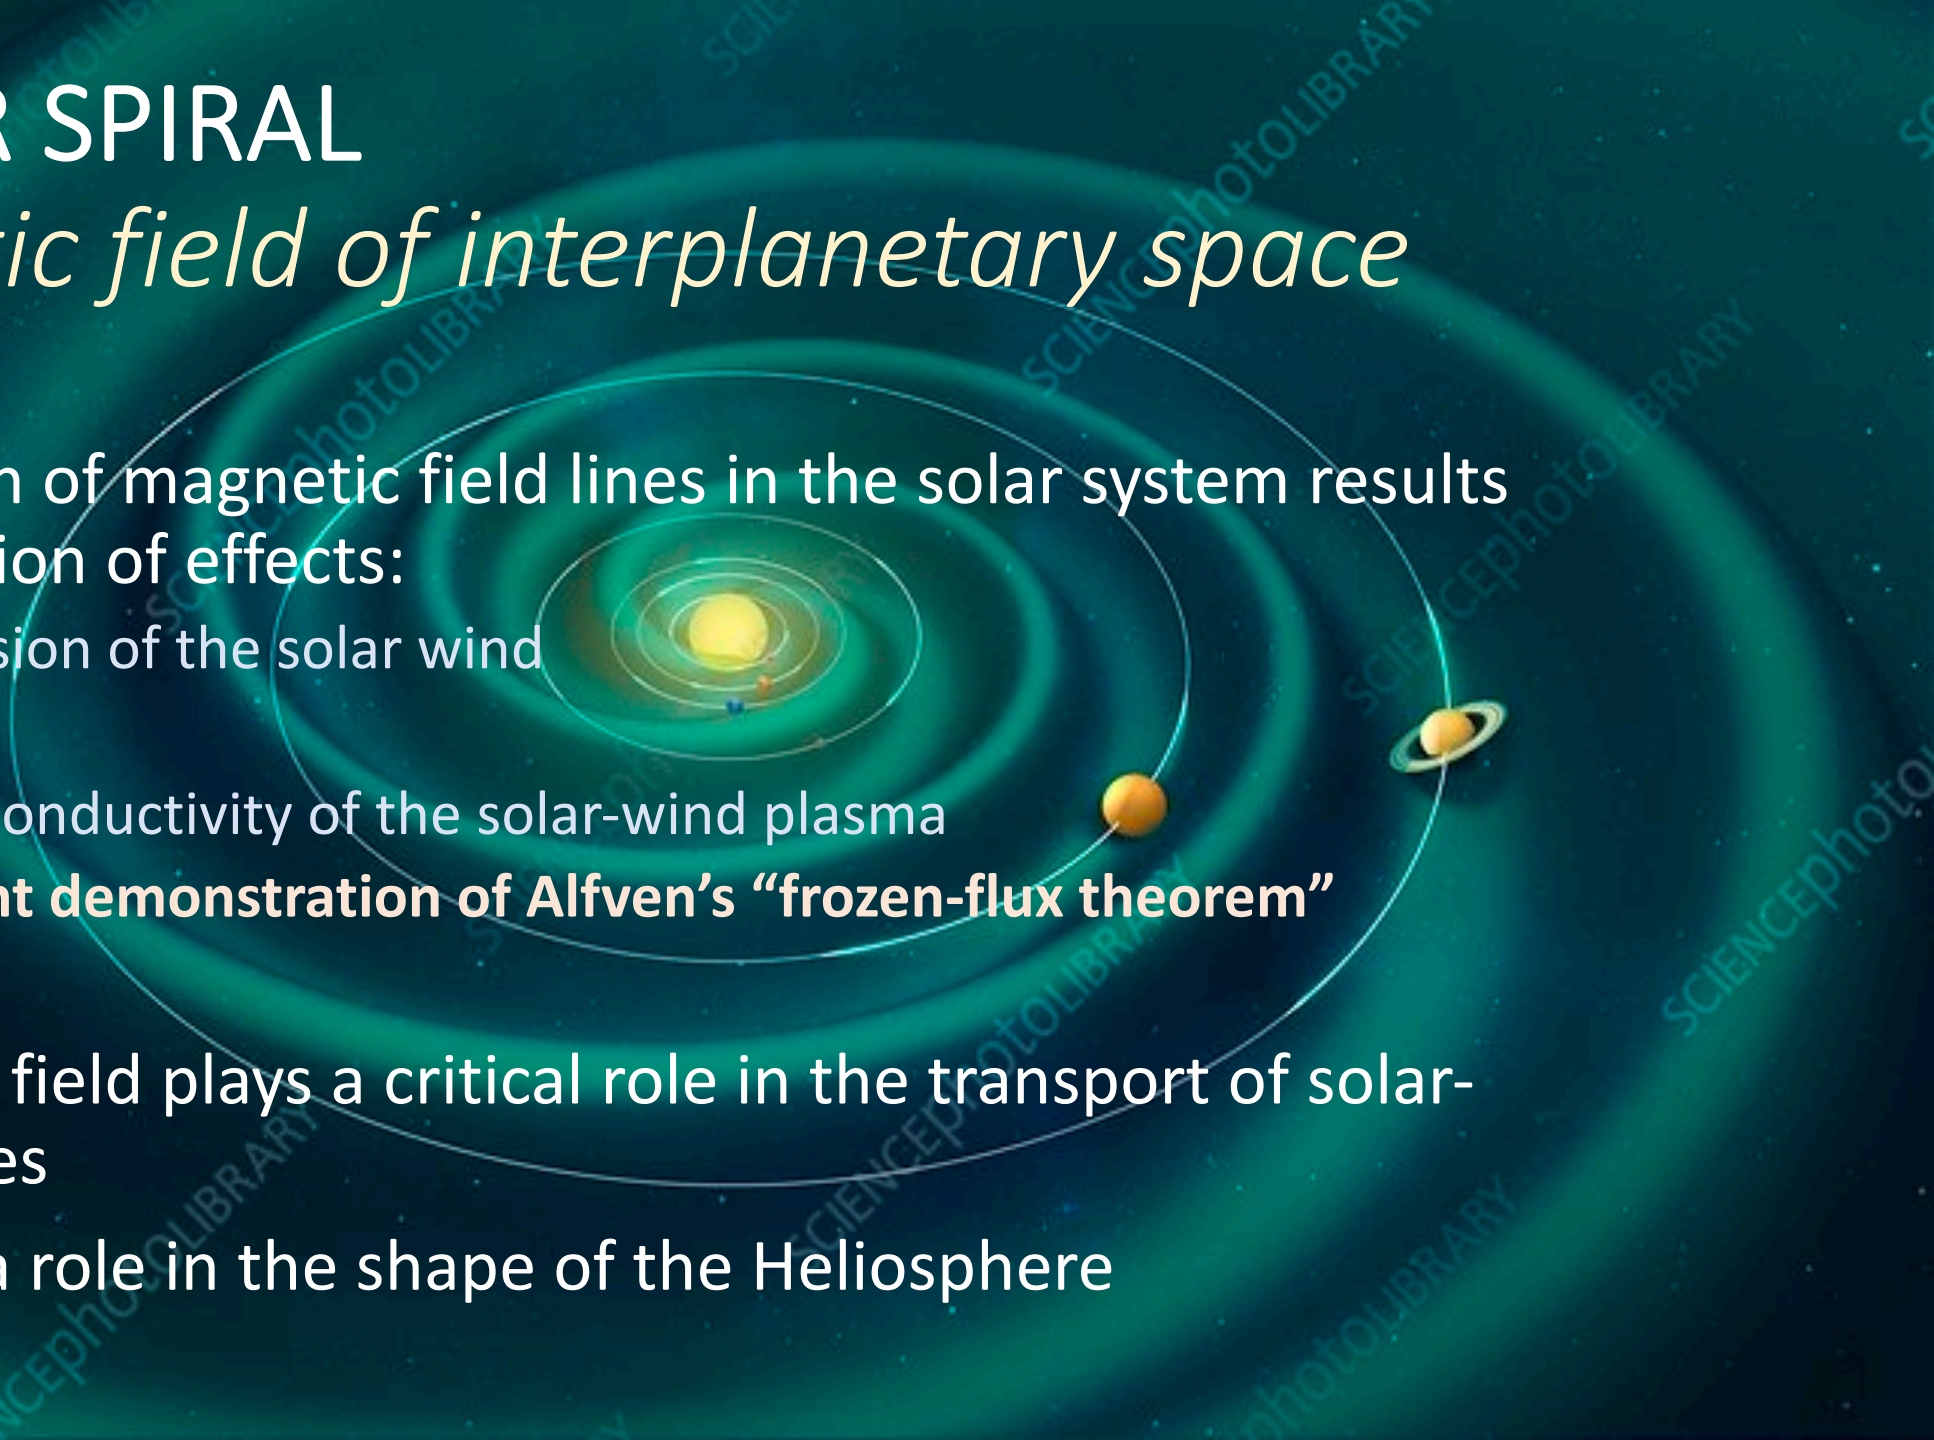 R SPIRAL
tic field of interplanetary space
n of magnetic field lines in the solar system results
ion of effects:
sion of the solar wind
onductivity of the solar-wind plasma
nt demonstration of Alfven’s “frozen-flux theorem”
field plays a critical role in the transport of solar-
es
a role in the shape of the Heliosphere
SCIENCEphotoLIBRARY